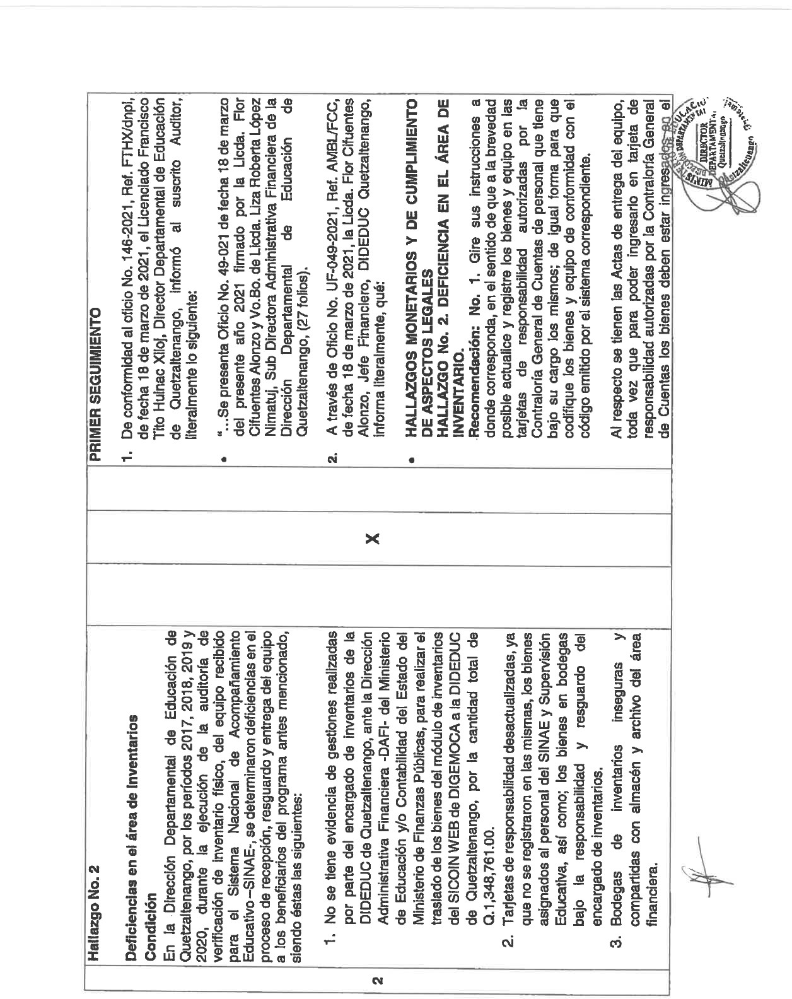 2
Hallazgo No. 2
Deficiencias en el área de Inventarios
Condición
En la Dirección Departamental de Educación de
Quetzaltenango, por los períodos 2017, 2018, 2019 y
2020, durante la ejecución de la auditoría de
verificación de inventario físico, del equipo recibido
para el Sistema Nacional de Acompañamiento
Educativo –SINAE-, se determinaron deficiencias en el
proceso de recepción, resguardo y entrega del equipo
a los beneficiarios del programa antes mencionado,
siendo éstas las siguientes:
1. No se tiene evidencia de gestiones realizadas
por parte del encargado de inventarios de la
DIDEDUC de Quetzaltenango, ante la Dirección
Administrativa Financiera -DAFI- del Ministerio
de Educación y/o Contabilidad del Estado del
Ministerio de Finanzas Públicas, para realizar el
traslado de los bienes del módulo de inventarios
del SICOIN WEB de DIGEMOCA a la DIDEDUC
de Quetzaltenango, por la cantidad total de
Q.1,348,761.00.
2. Tarjetas de responsabilidad desactualizadas, ya
que no se registraron en las mismas, los bienes
asignados al personal del SINAE y Supervisión
Educativa, así como; los bienes en bodegas
bajo la responsabilidad y resguardo del
encargado de inventarios.
3. Bodegas de inventarios inseguras y
compartidas con almacén y archivo del área
financiera.
X
PRIMER SEGUIMIENTO
1. De conformidad al oficio No. 146-2021, Ref. FTHX/dnpl,
de fecha 18 de marzo de 2021, el Licenciado Francisco
Tito Huinac Xiloj, Director Departamental de Educación
de Quetzaltenango, informó al suscrito Auditor,
literalmente lo siguiente:
• “…Se presenta Oficio No. 49-021 de fecha 18 de marzo
del presente año 2021 firmado por la Licda. Flor
Cifuentes Alonzo y Vo.Bo. de Licda. Liza Roberta López
Nimatuj, Sub Directora Administrativa Financiera de la
Dirección Departamental de Educación de
Quetzaltenango, (27 folios).
2. A través de Oficio No. UF-049-2021, Ref. AMBL/FCC,
de fecha 18 de marzo de 2021, la Licda. Flor Cifuentes
Alonzo, Jefe Financiero, DIDEDUC Quetzaltenango,
informa literalmente, qué:
• HALLAZGOS MONETARIOS Y DE CUMPLIMIENTO
DE ASPECTOS LEGALES
HALLAZGO No. 2. DEFICIENCIA EN EL ÁREA DE
INVENTARIO.
Recomendación: No. 1. Gire sus instrucciones a
donde corresponda, en el sentido de que a la brevedad
posible actualice y registre los bienes y equipo en las
tarjetas de responsabilidad autorizadas por la
Contraloría General de Cuentas de personal que tiene
bajo su cargo los mismos; de igual forma para que
codifique los bienes y equipo de conformidad con el
código emitido por el sistema correspondiente.
Al respecto se tienen las Actas de entrega del equipo,
toda vez que para poder ingresarlo en tarjeta de
responsabilidad autorizadas por la Contraloría General
de Cuentas los bienes deben estar ingresados en el
DIRECTOR
DEPARTAMENTAL
Quetzaltenango